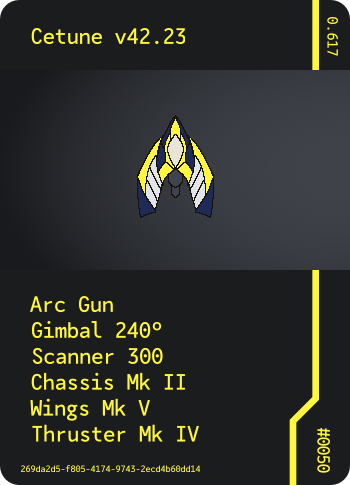 Cetune v42.23
0.617
Arc Gun
Gimbal 240°
Scanner 300
Chassis Mk II
Wings Mk V
Thruster Mk IV
269da2d5-f805-4174-9743-2ecd4b60dd14
#0050